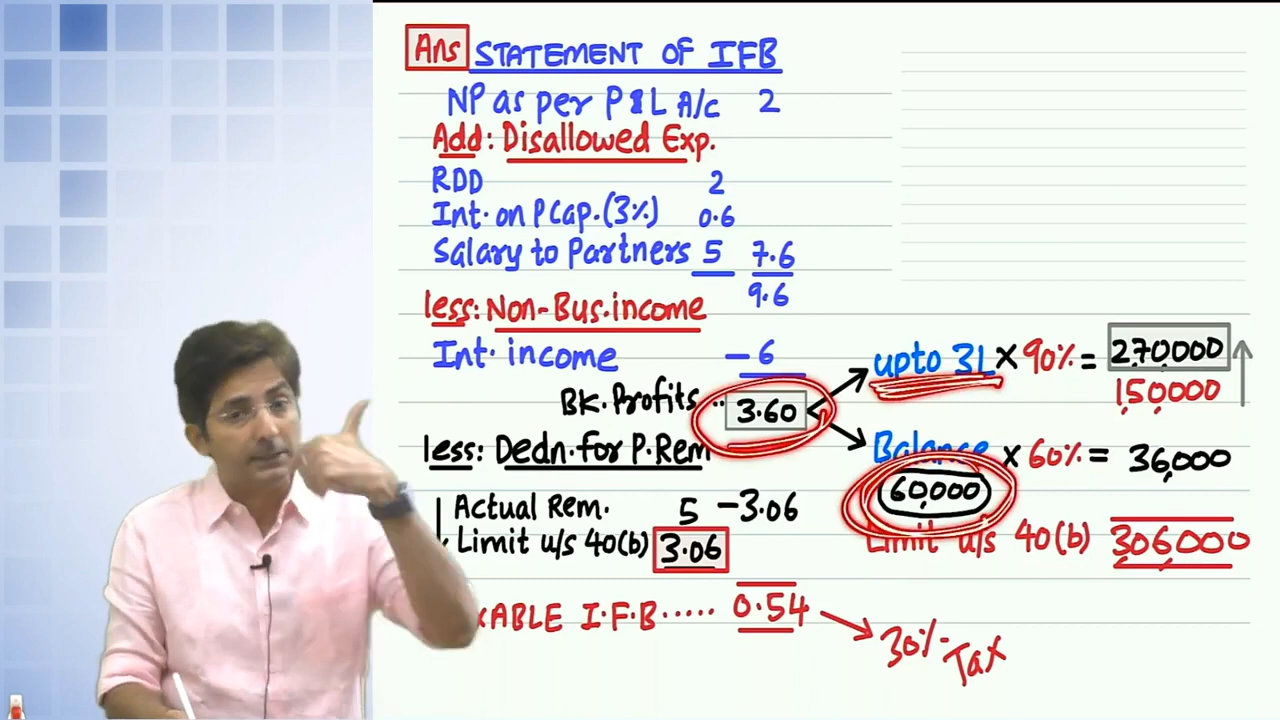 Ans STATEMENT OF IFB
NP as per P&L A/c 2
Add: Disallowed Exp.
RDD 2
Int. on P Cap. (3%) 0.6
Salary to Partners 5 7.6
9.6
less: Non-Bus. income
Int. income - 6
Bk. Profits .. 3.60
less: Dedn. for P. Rem
Actual Rem. 5 -3.06
Limit u/s 40(b) 3.06
I.F.B..... 0.54
30% Tax
upto 3L x 90% = 270000
150000
Balance x 60% = 36,000
60,000
Limit u/s 40(b) 306000